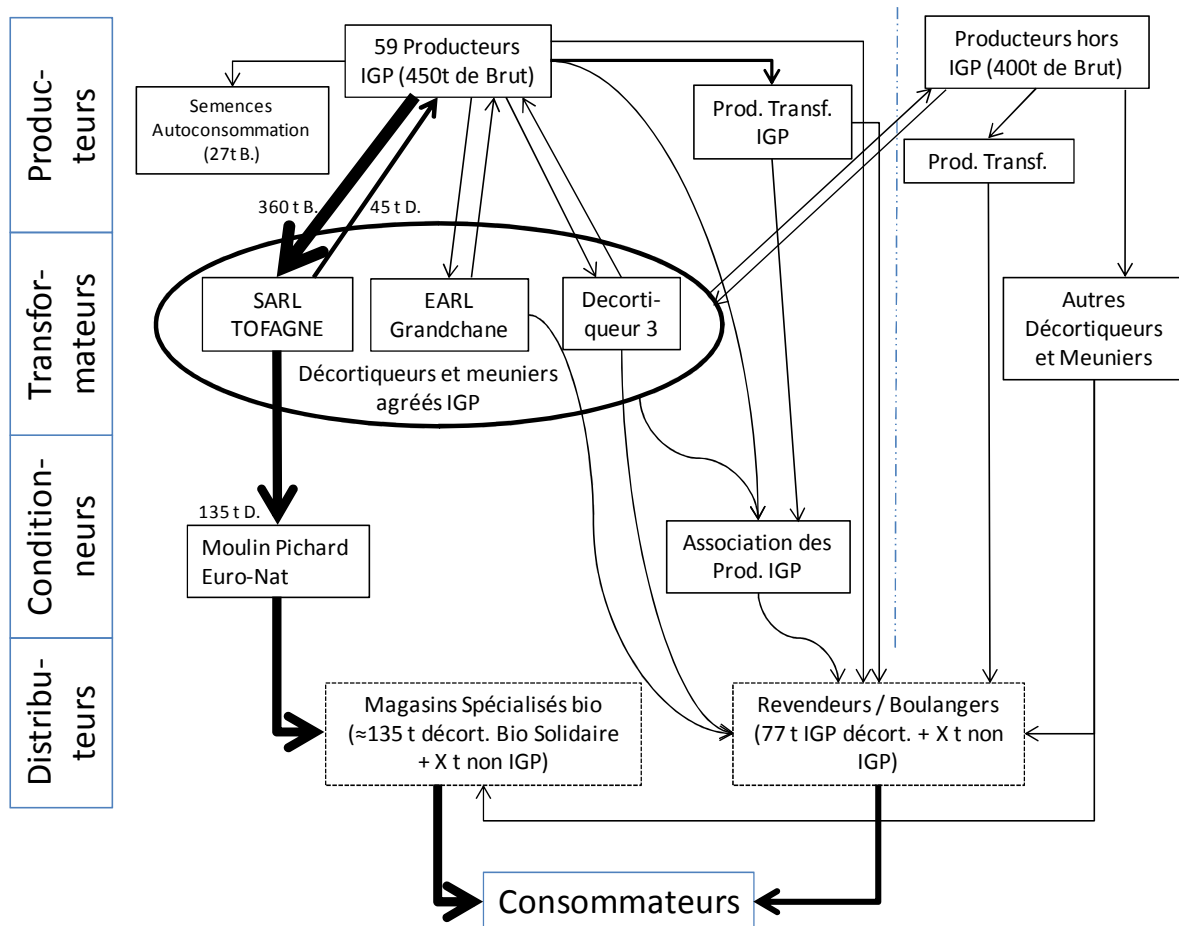 Produc-
teurs
59 Producteurs
IGP (450t de Brut)
Producteurs hors
IGP (400t de Brut)
Semences
Autoconsommation
(27t B.)
Prod. Transf.
IGP
Prod. Transf.
360 t B.
45 t D.
Transfor-
mateurs
SARL
TOFAGNE
EARL
Grandchane
Decorti-
queur 3
Autres
Décortiqueurs
et Meuniers
Décortiqueurs et meuniers
agréés IGP
Condition-
neurs
135 t D.
Moulin Pichard
Euro-Nat
Association des
Prod. IGP
Distribu-
teurs
Magasins Spécialisés bio
(≈135 t décort. Bio Solidaire
+ X t non IGP)
Revendeurs / Boulangers
(77 t IGP décort. + X t non
IGP)
Consommateurs